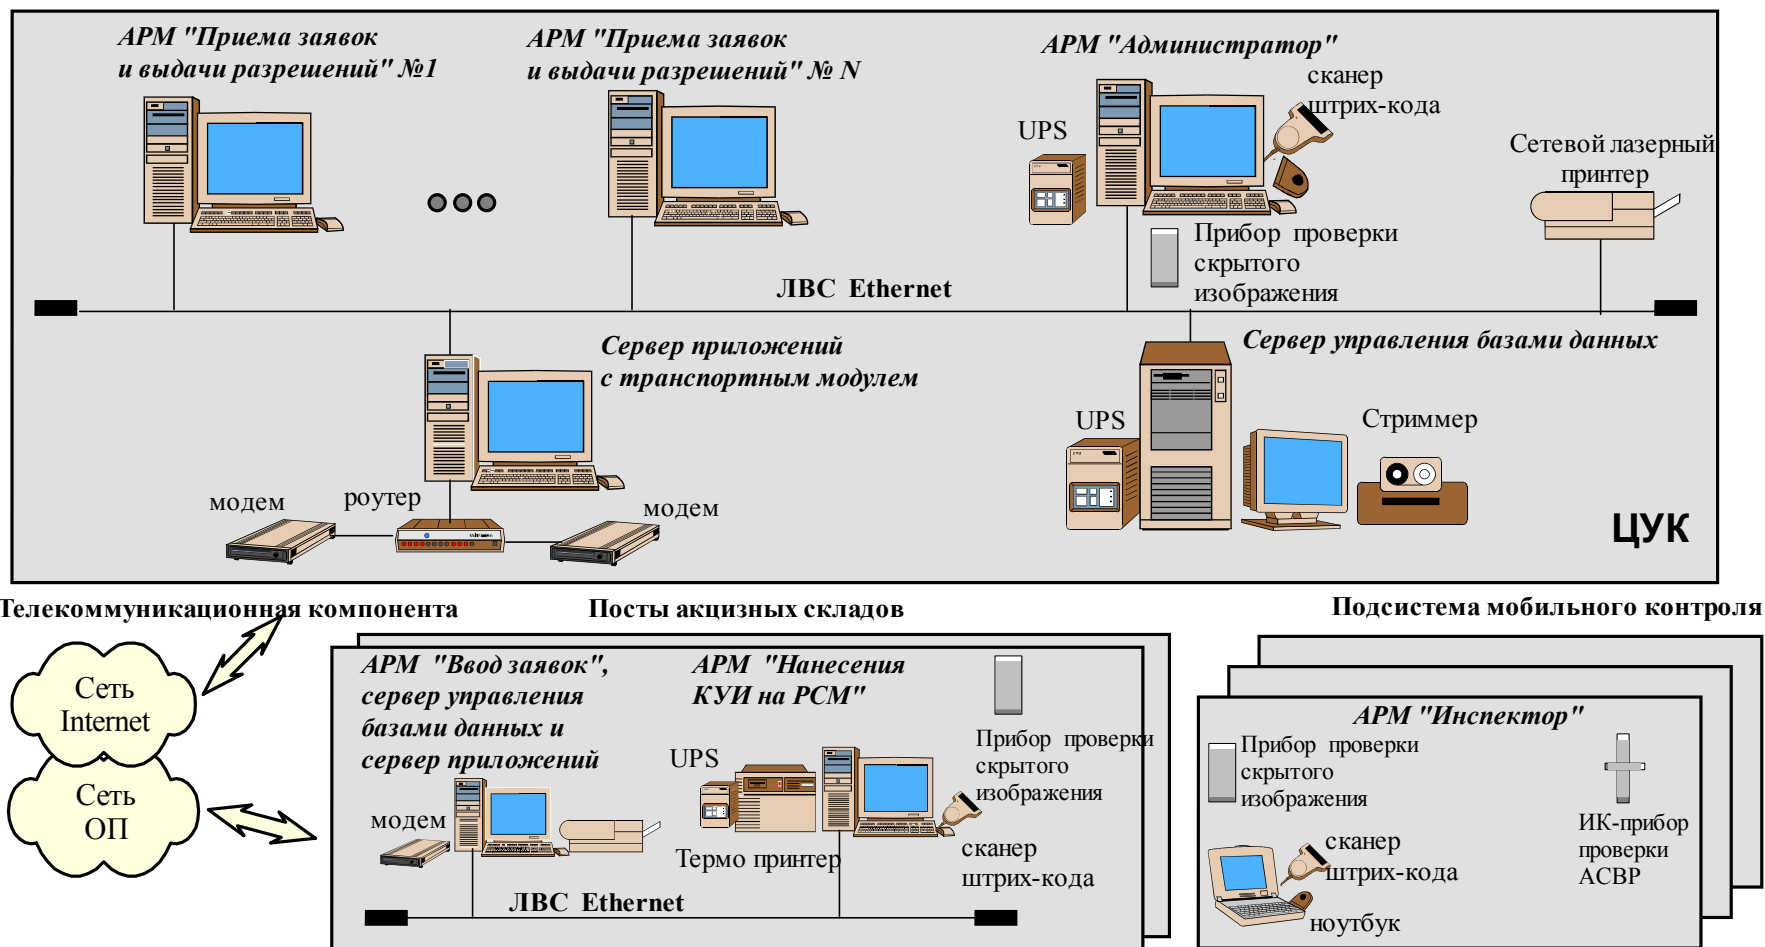 АРМ "Приема заявок
и выдачи разрешений" №1
АРМ "Приема заявок
и выдачи разрешений" № N
АРМ "Администратор"
сканер
штрих-кода
UPS
Сетевой лазерный
принтер
Прибор проверки
скрытого
изображения
ЛВС Ethernet
Сервер приложений
с транспортным модулем
Сервер управления базами данных
UPS
Стриммер
модем
роутер
модем
ЦУК
Телекоммуникационная компонента
Посты акцизных складов
Подсистема мобильного контроля
Сеть
Internet
Сеть
ОП
АРМ "Ввод заявок",
сервер управления
базами данных и
сервер приложений
АРМ "Нанесения
КУИ на РСМ"
UPS
Прибор проверки
скрытого
изображения
модем
Термо принтер
сканер
штрих-кода
ЛВС Ethernet
АРМ "Инспектор"
Прибор проверки
скрытого
изображения
ИК-прибор
проверки
АСВР
сканер
штрих-кода
ноутбук